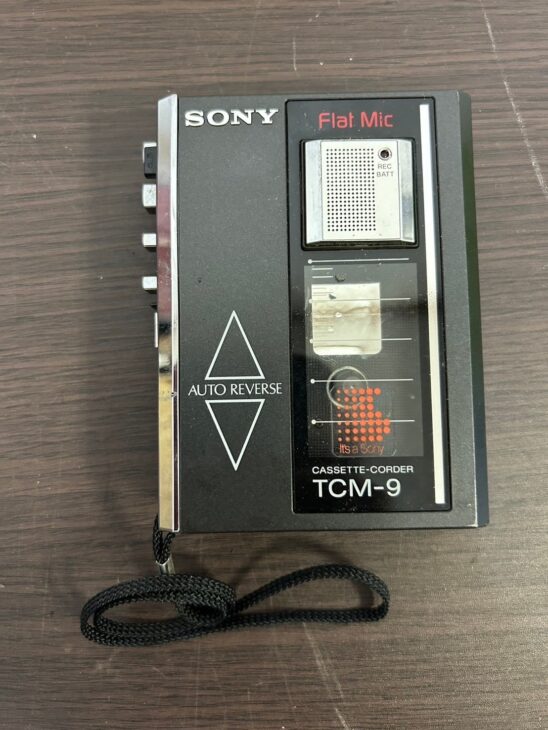 SONY
Flat Mic
REC
BATT
AUTO REVERSE
It's a Sony
CASSETTE-CORDER
TCM-9